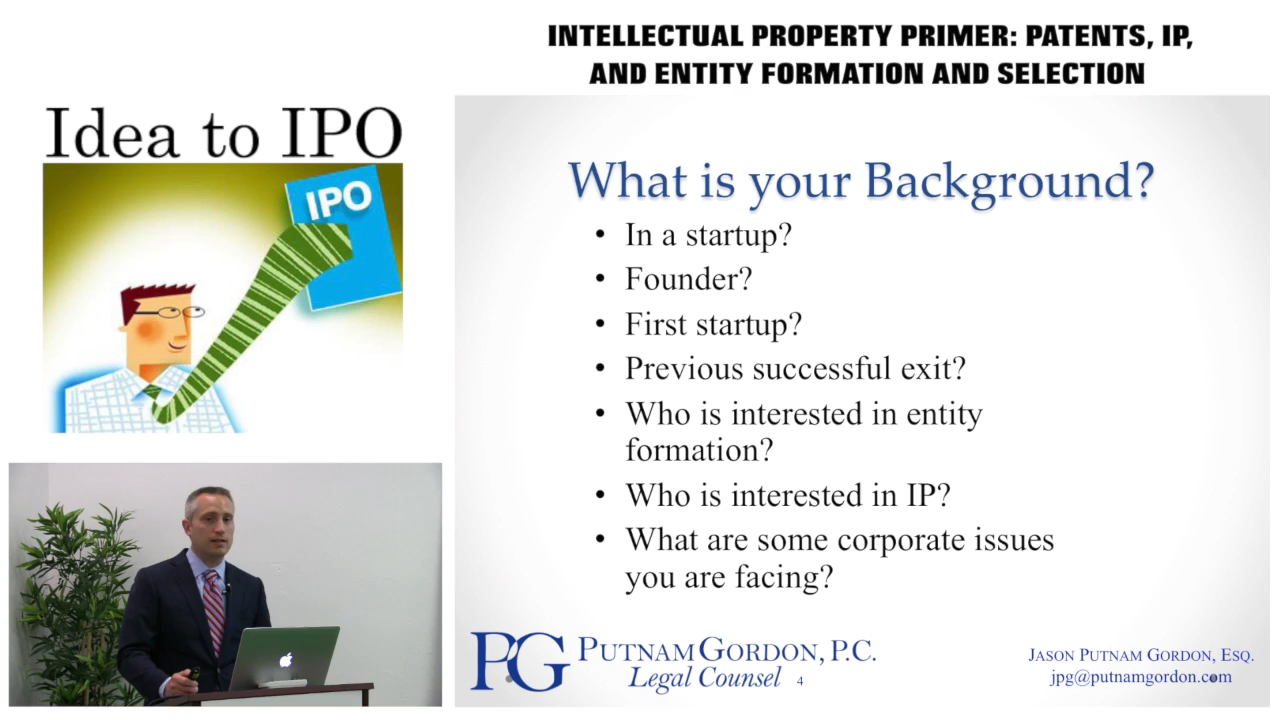 INTELLECTUAL PROPERTY PRIMER: PATENTS, IP,
AND ENTITY FORMATION AND SELECTION
Idea to IPO
IPO
What is your Background?
• In a startup?
• Founder?
• First startup?
• Previous successful exit?
• Who is interested in entity
formation?
• Who is interested in IP?
• What are some corporate issues
you are facing?
PG
PUTNAM GORDON, P.C.
Legal Counsel
4
JASON PUTNAM GORDON, ESQ.
jpg@putnamgordon.com